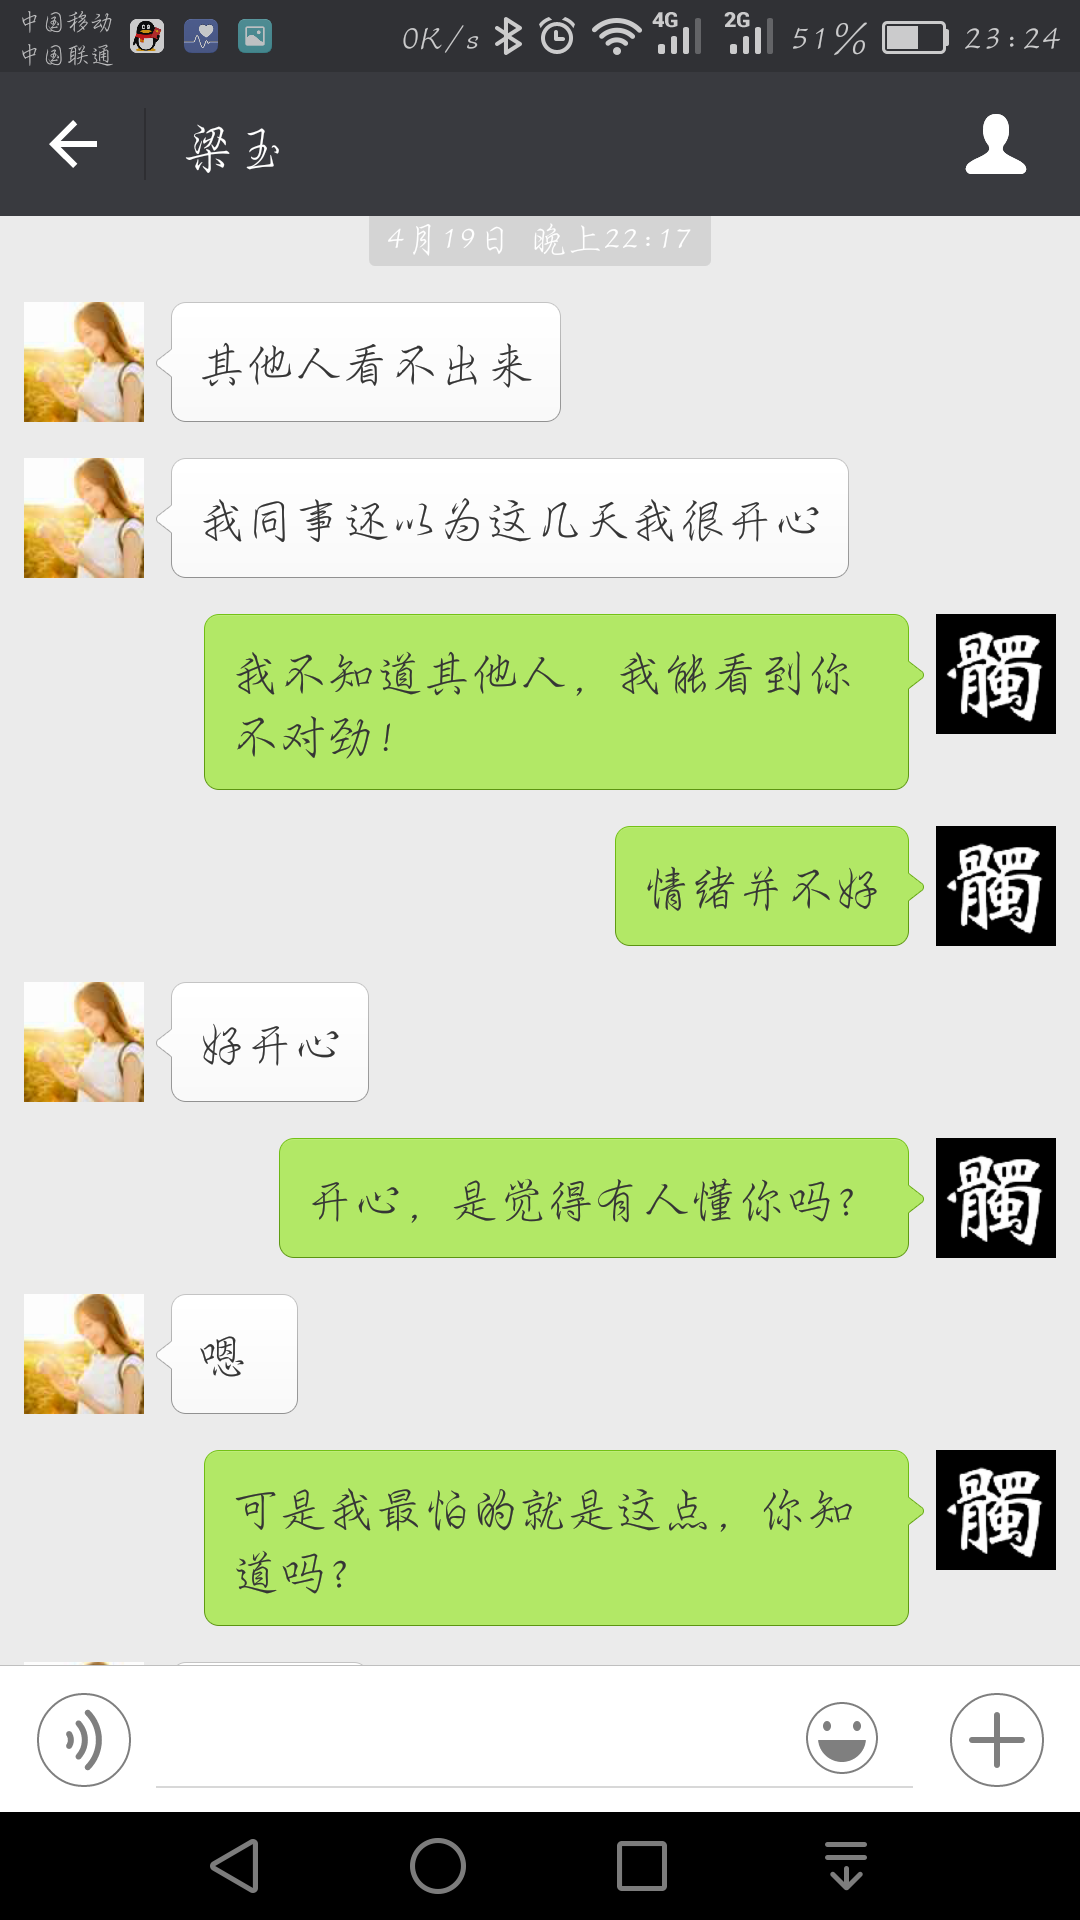 中国移动
中国联通
0K/s 4G 2G 51% 23:24
梁玉
4月19日 晚上22:17
其他人看不出来
我同事还以为这几天我很开心
我不知道其他人，我能看到你
不对劲!
髑
情绪并不好
髑
好开心
开心，是觉得有人懂你吗?
髑
嗯
可是我最怕的就是这点，你知
道吗?
髑